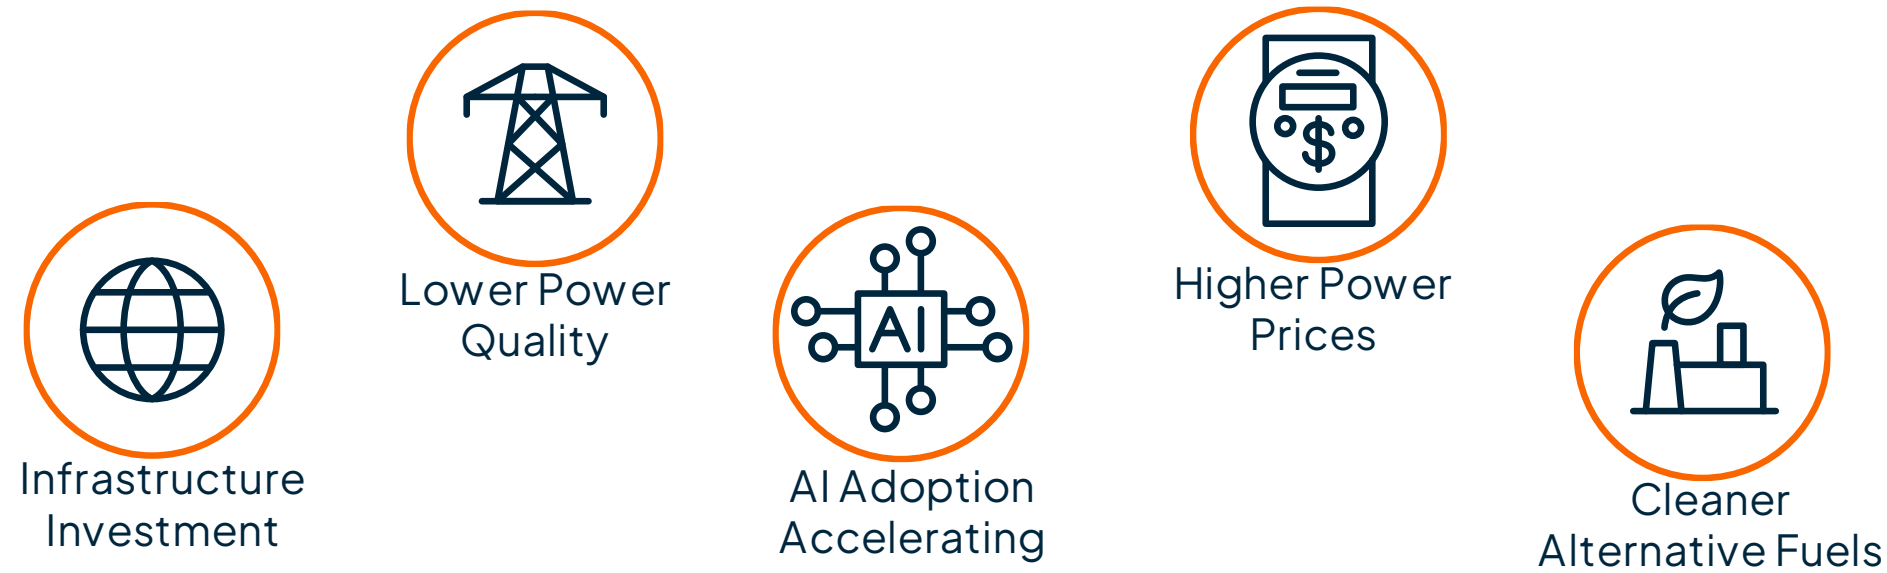 Infrastructure
Investment
Lower Power
Quality
AI
AI Adoption
Accelerating
$
Higher Power
Prices
Cleaner
Alternative Fuels